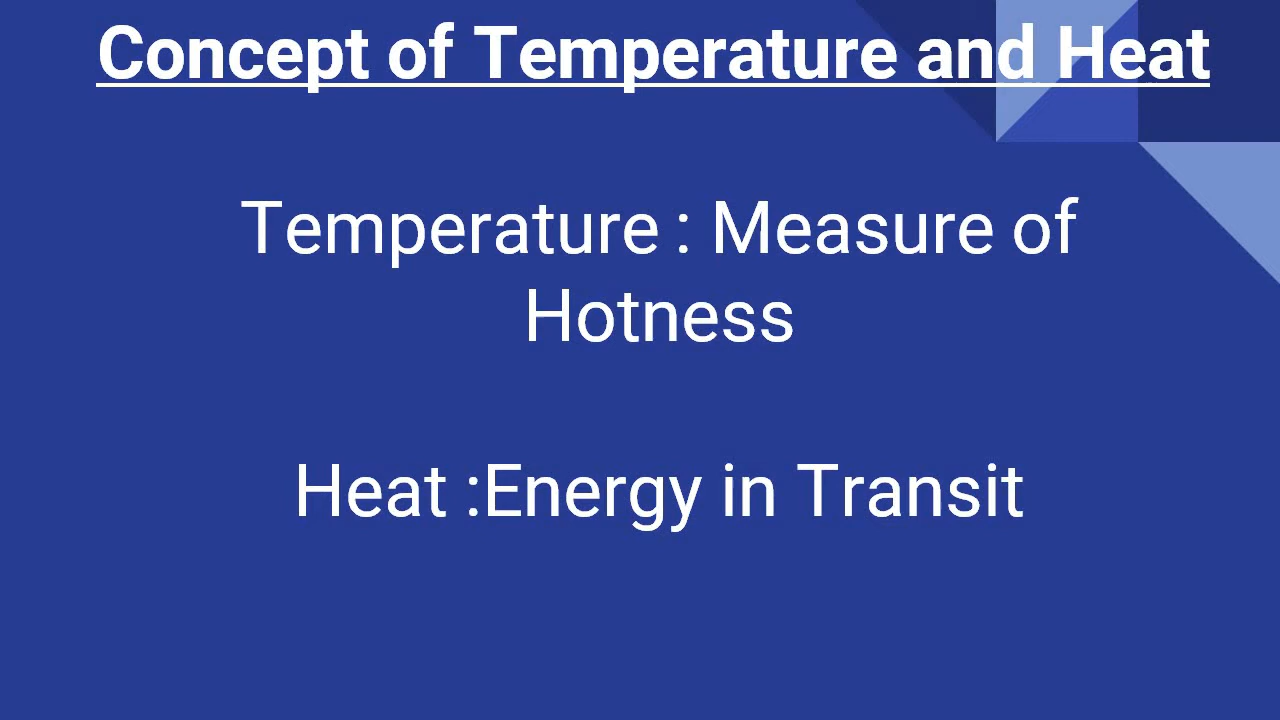 Concept of Temperature and Heat
Temperature : Measure of
Hotness
Heat :Energy in Transit